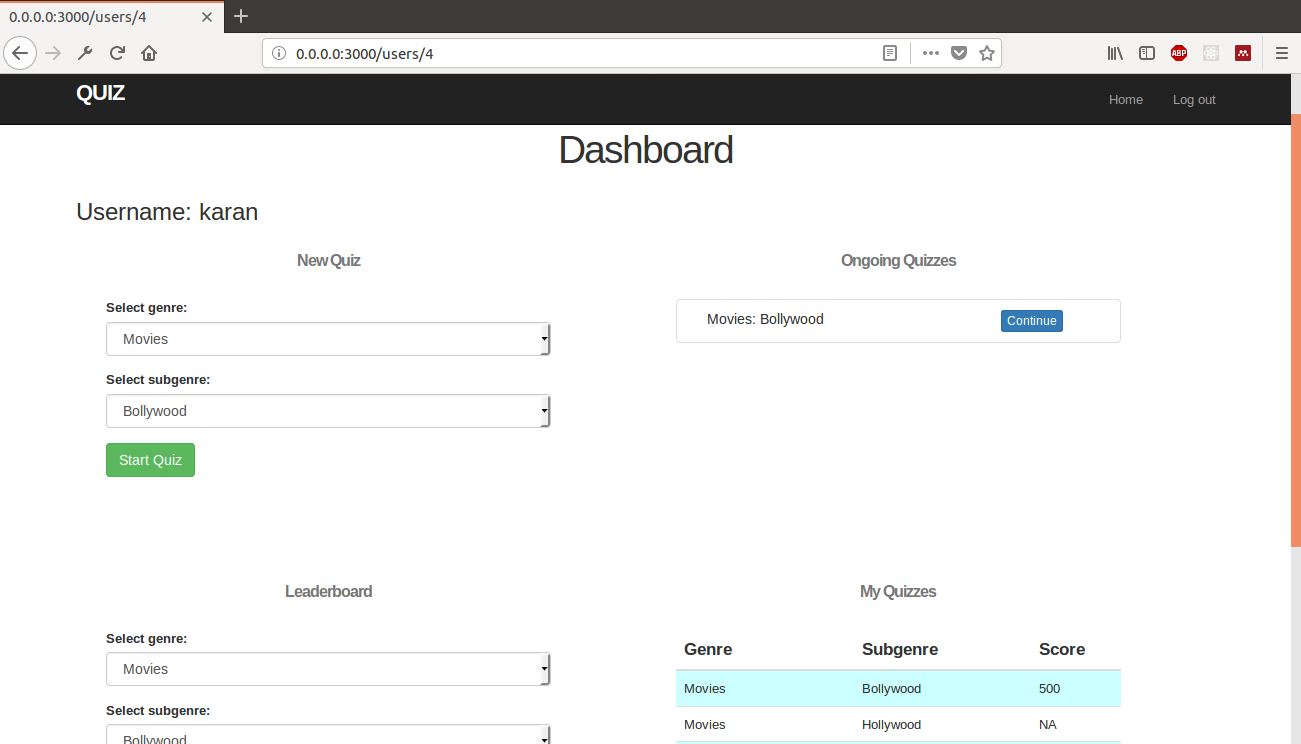 0.0.0.0:3000/users/4
0.0.0.0:3000/users/4
ABP
QUIZ
Home
Log out
Dashboard
Username: karan
New Quiz
Select genre:
Movies
Select subgenre:
Bollywood
Start Quiz
Ongoing Quizzes
Movies: Bollywood Continue
Leaderboard
Select genre:
Movies
Select subgenre:
Bollywood
My Quizzes
Genre Subgenre Score
Movies Bollywood 500
Movies Hollywood NA